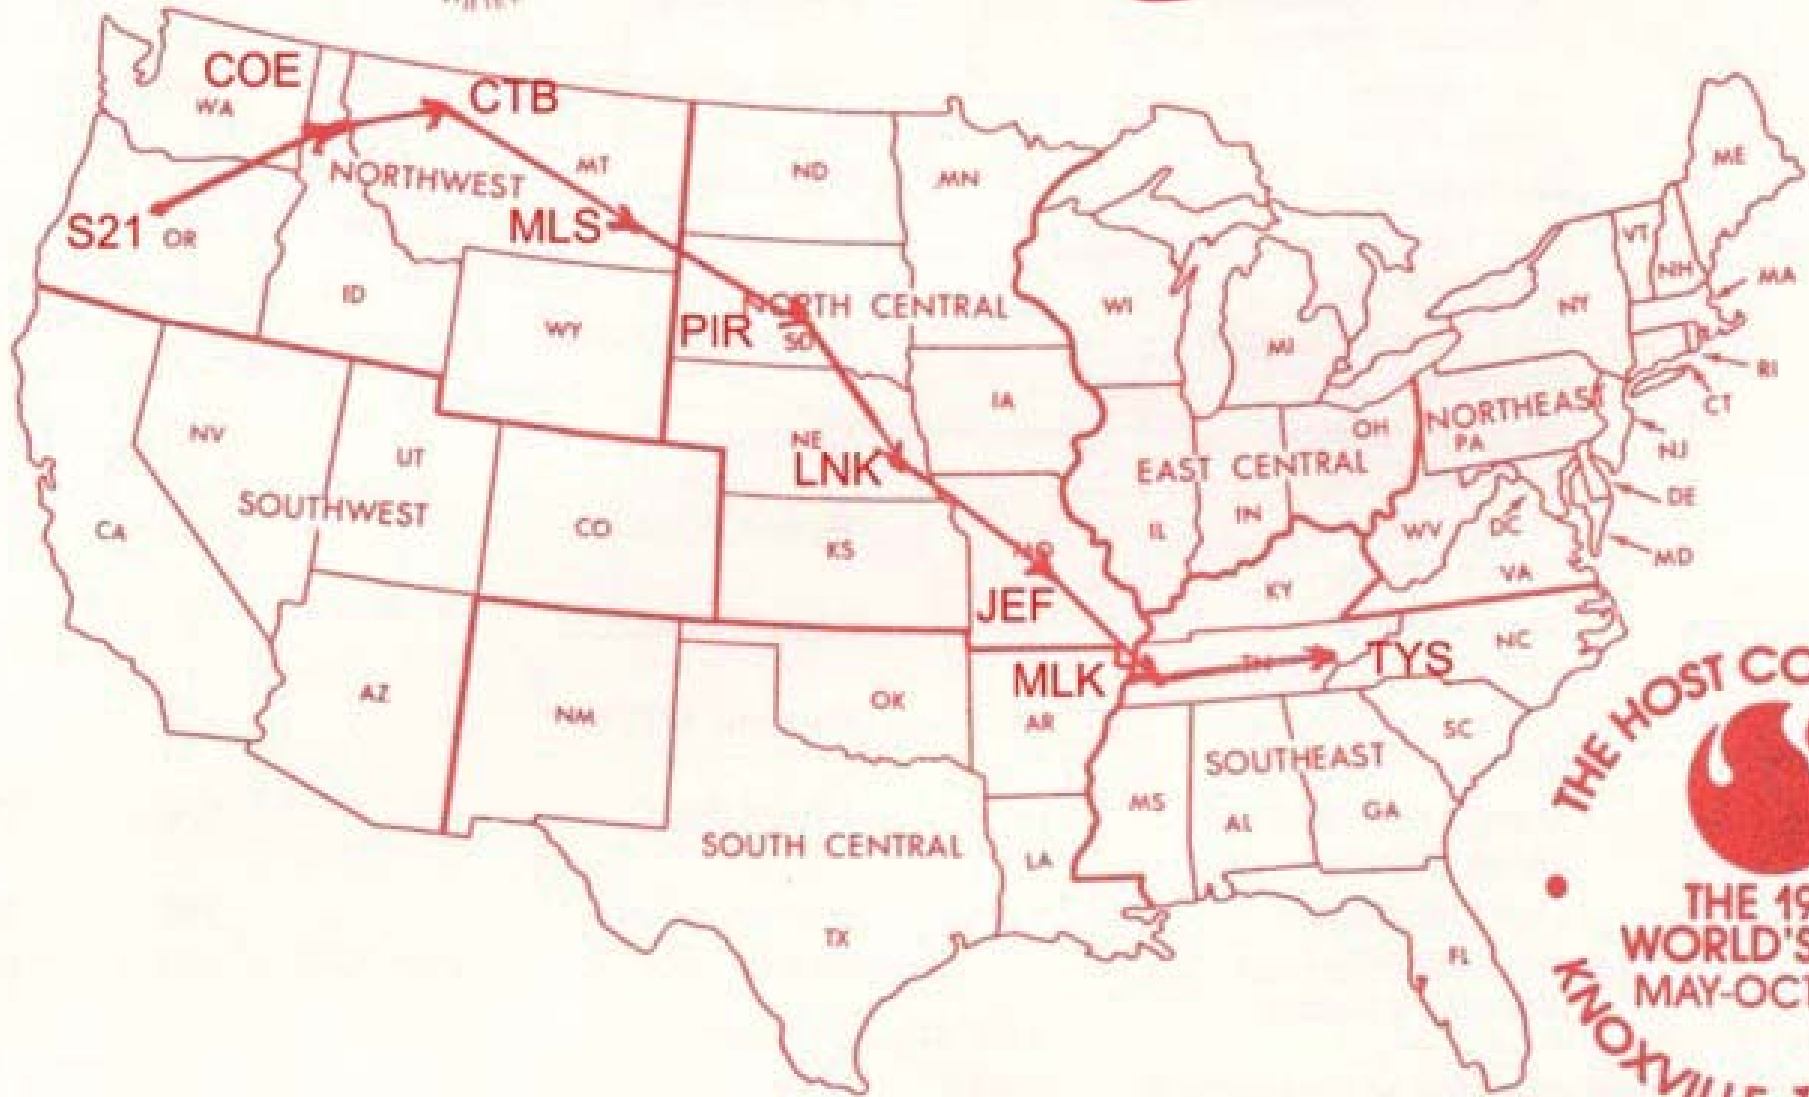 COE
WA
CTB
NORTHWEST
MT
MLS
S21
OR
ID
WY
ND
MN
NORTH CENTRAL
PIR
SD
WI
MI
NY
VT
NH
ME
MA
RI
CT
NJ
DE
MD
NORTHEAST
PA
OH
EAST CENTRAL
IA
NE
LNK
NV
UT
SOUTHWEST
CA
CO
KS
MO
IL
IN
WV
DC
VA
KY
JEF
MLK
TN
TYS
NC
AZ
NM
OK
AR
SC
SOUTHEAST
MS
AL
GA
SOUTH CENTRAL
LA
TX
FL
THE HOST CO
THE 19
WORLD'S
MAY-OCT
KNOXVILLE